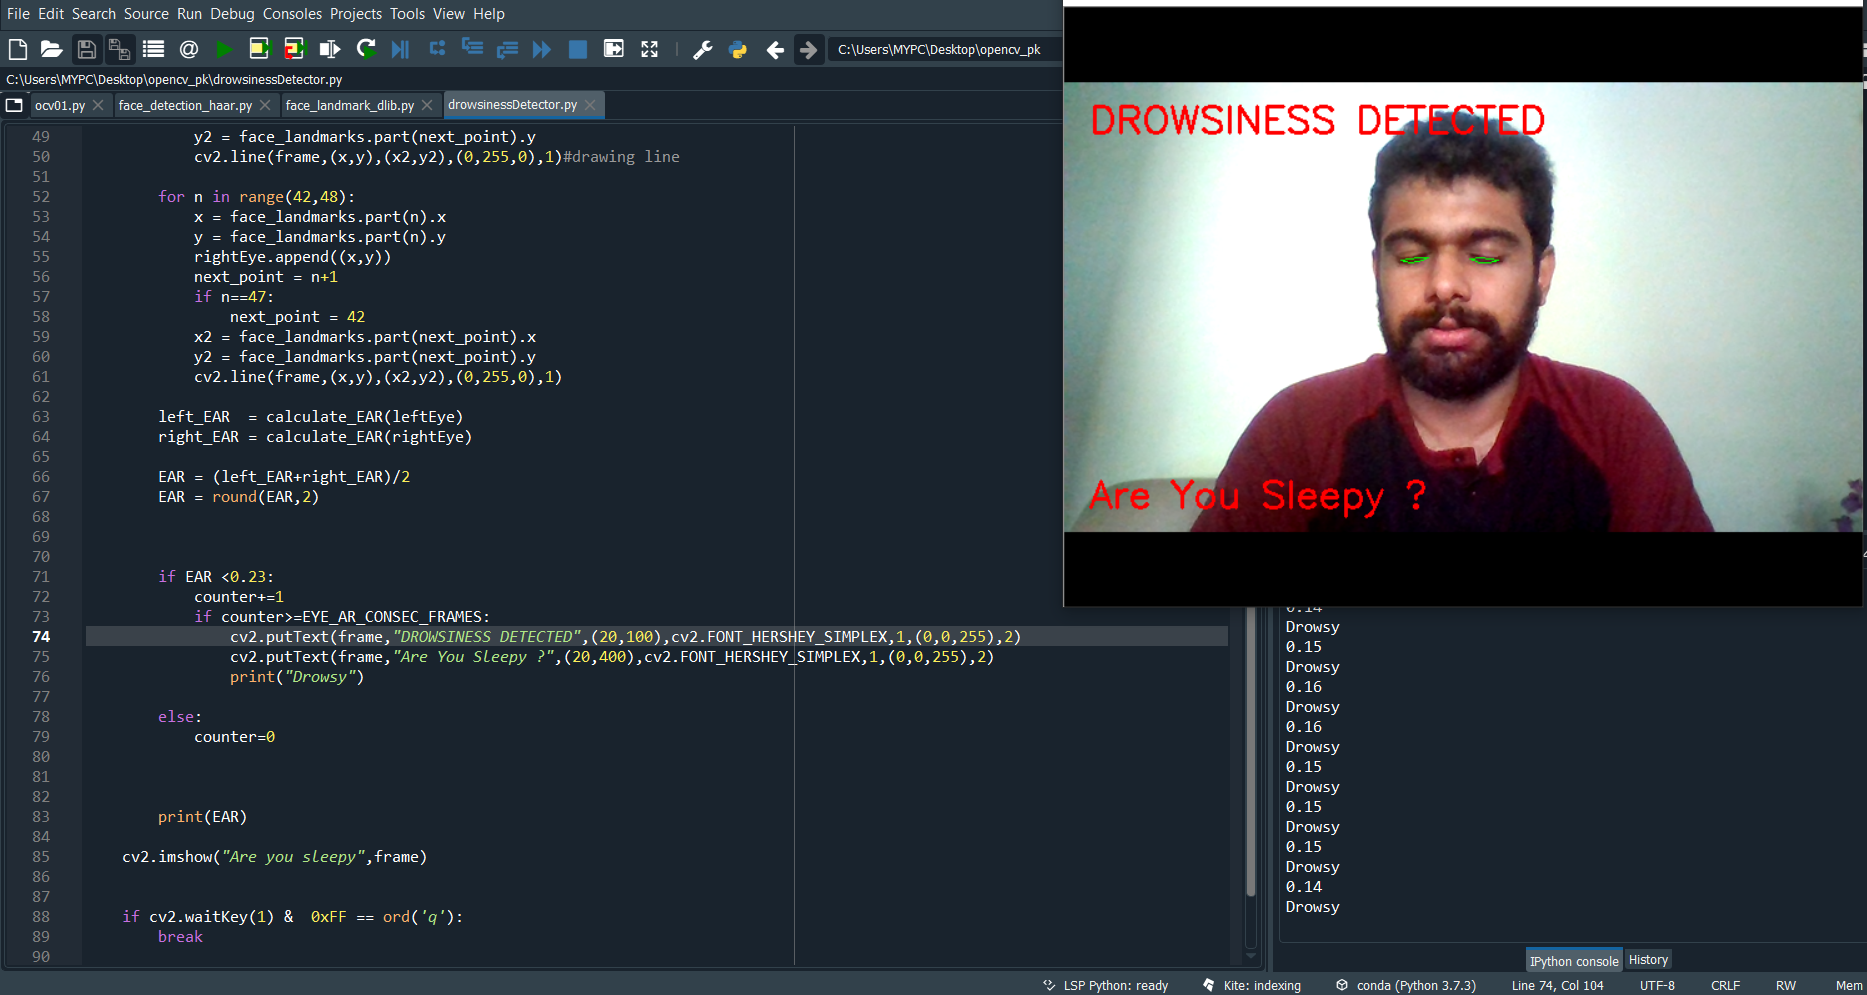 File Edit Search Source Run Debug Consoles Projects Tools View Help
C:\Users\MYPC\Desktop\opencv_pk
C:\Users\MYPC\Desktop\opencv_pk\drowsinessDetector.py
ocv01.py face_detection_haar.py face_landmark_dlib.py drowsinessDetector.py
49 y2 = face_landmarks.part(next_point).y
50 cv2.line(frame,(x,y),(x2,y2),(0,255,0),1)#drawing line
51
52 for n in range(42,48):
53 x = face_landmarks.part(n).x
54 y = face_landmarks.part(n).y
55 rightEye.append((x,y))
56 next_point = n+1
57 if n==47:
58 next_point = 42
59 x2 = face_landmarks.part(next_point).x
60 y2 = face_landmarks.part(next_point).y
61 cv2.line(frame,(x,y),(x2,y2),(0,255,0),1)
62
63 left_EAR  = calculate_EAR(leftEye)
64 right_EAR = calculate_EAR(rightEye)
65
66 EAR = (left_EAR+right_EAR)/2
67 EAR = round(EAR,2)
68
69
70
71 if EAR <0.23:
72 counter+=1
73 if counter>=EYE_AR_CONSEC_FRAMES:
74 cv2.putText(frame,"DROWSINESS DETECTED",(20,100),cv2.FONT_HERSHEY_SIMPLEX,1,(0,0,255),2)
75 cv2.putText(frame,"Are You Sleepy ?",(20,400),cv2.FONT_HERSHEY_SIMPLEX,1,(0,0,255),2)
76 print("Drowsy")
77
78 else:
79 counter=0
80
81
82
83 print(EAR)
84
85 cv2.imshow("Are you sleepy",frame)
86
87
88 if cv2.waitKey(1) &  0xFF == ord('q'):
89 break
90
DROWSINESS DETECTED
Are You Sleepy ?
0.14
Drowsy
0.15
Drowsy
0.16
Drowsy
0.16
Drowsy
0.15
Drowsy
0.15
Drowsy
0.15
Drowsy
0.14
Drowsy
IPython console History
LSP Python: ready Kite: indexing conda (Python 3.7.3) Line 74, Col 104 UTF-8 CRLF RW Mem